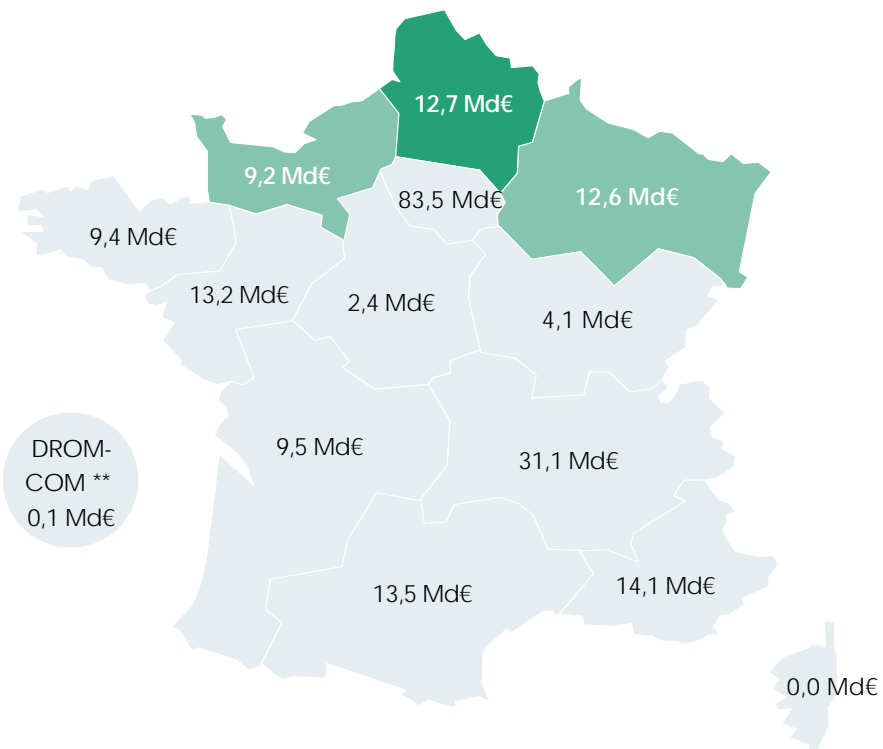 12,7 Md€
9,2 Md€
83,5 Md€
12,6 Md€
9,4 Md€
13,2 Md€
2,4 Md€
4,1 Md€
9,5 Md€
31,1 Md€
DROM-
COM **
0,1 Md€
13,5 Md€
14,1 Md€
0,0 Md€